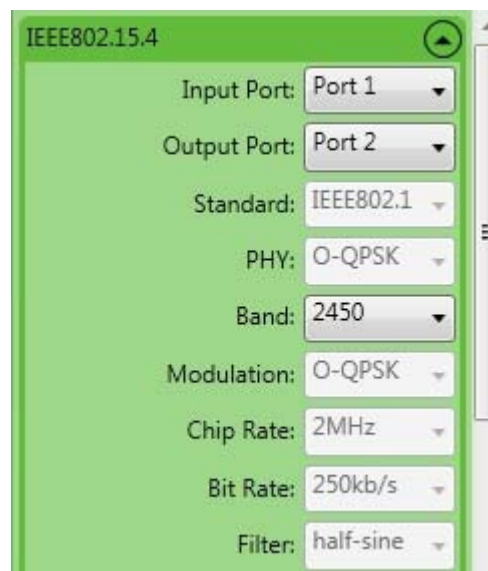 IEEE802.15.4
Input Port: Port 1
Output Port: Port 2
Standard: IEEE802.1
PHY: O-QPSK
Band: 2450
Modulation: O-QPSK
Chip Rate: 2MHz
Bit Rate: 250kb/s
Filter: half-sine